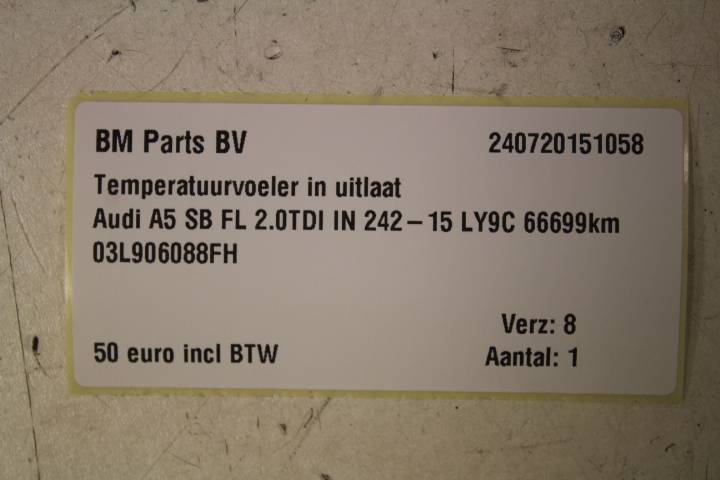 BM Parts BV 240720151058
Temperatuurvoeler in uitlaat
Audi A5 SB FL 2.0TDI IN 242-15 LY9C 66699km
03L906088FH
Verz: 8
50 euro incl BTW Aantal: 1